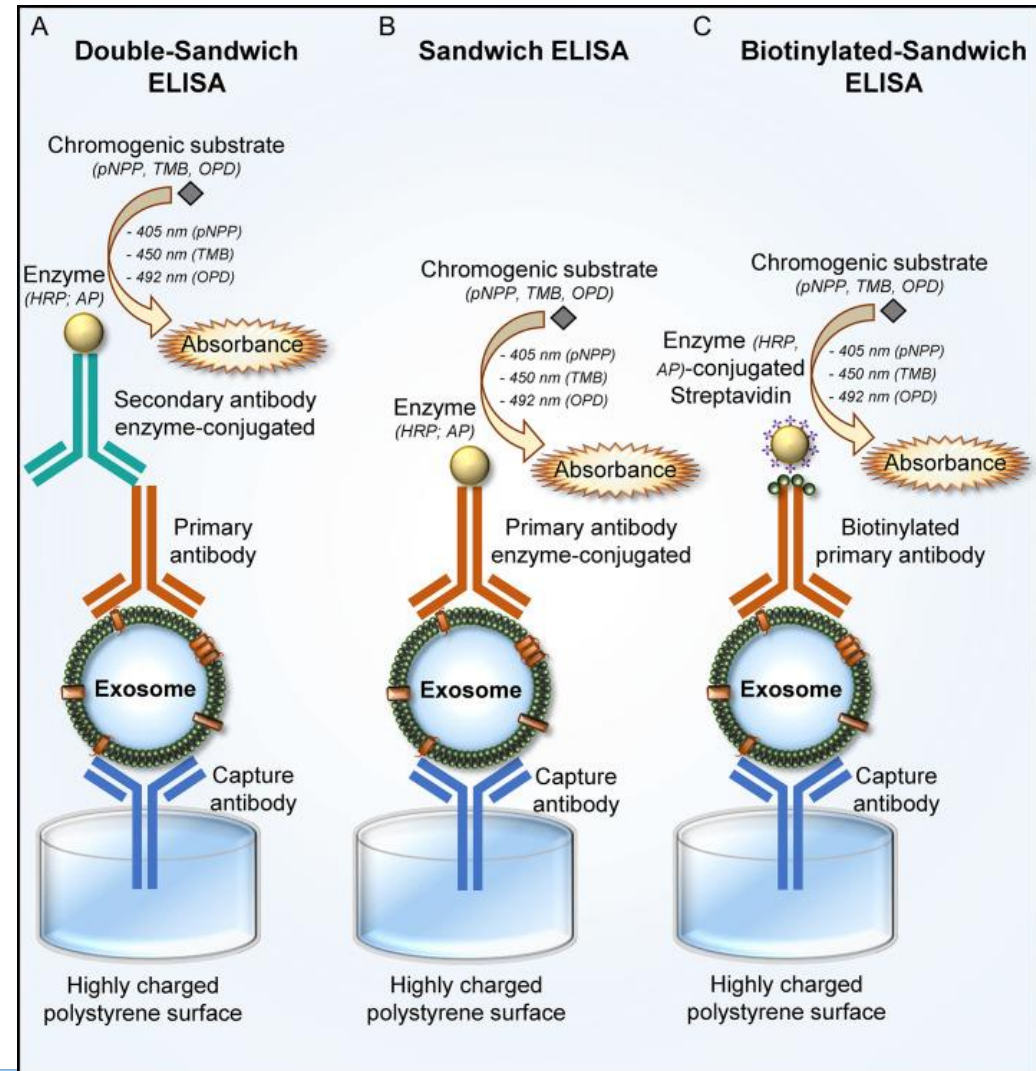 A
Double-Sandwich
ELISA
Chromogenic substrate
(pNPP, TMB, OPD)
- 405 nm (pNPP)
- 450 nm (TMB)
- 492 nm (OPD)
Enzyme
(HRP; AP)
Absorbance
Secondary antibody
enzyme-conjugated
Primary
antibody
Exosome
Capture
antibody
Highly charged
polystyrene surface
B
Sandwich ELISA
Chromogenic substrate
(pNPP, TMB, OPD)
- 405 nm (pNPP)
- 450 nm (TMB)
- 492 nm (OPD)
Enzyme
(HRP; AP)
Absorbance
Primary antibody
enzyme-conjugated
Exosome
Capture
antibody
Highly charged
polystyrene surface
C
Biotinylated-Sandwich
ELISA
Chromogenic substrate
(pNPP, TMB, OPD)
- 405 nm (pNPP)
- 450 nm (TMB)
- 492 nm (OPD)
Enzyme (HRP,
AP)-conjugated
Streptavidin
Absorbance
Biotinylated
primary antibody
Exosome
Capture
antibody
Highly charged
polystyrene surface